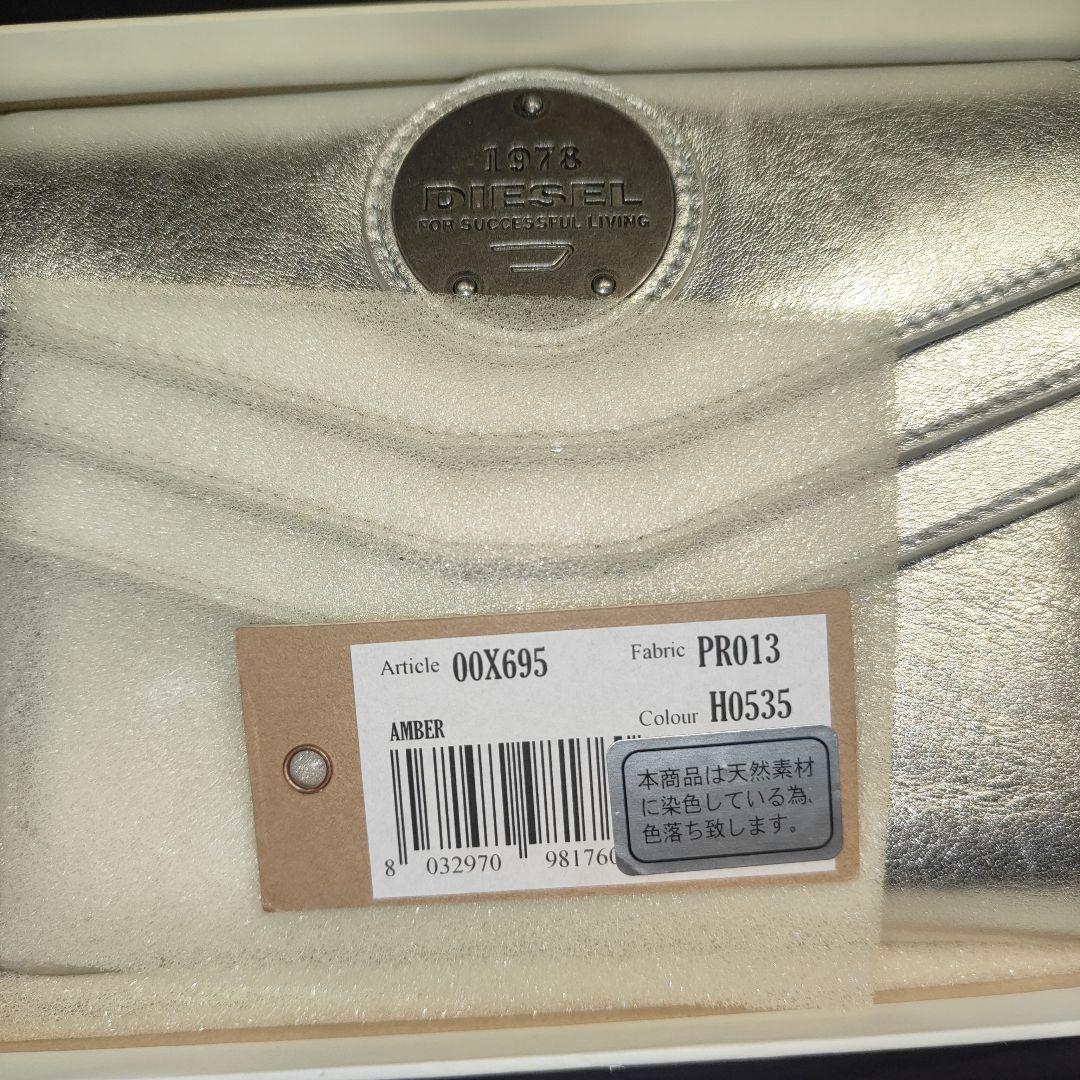 1978
DIESEL
FOR SUCCESSFUL LIVING
Article 00X695
Fabric PR013
AMBER
Colour H0535
8 032970 98176
本商品は天然素材
に染色している為、
色落ち致します。